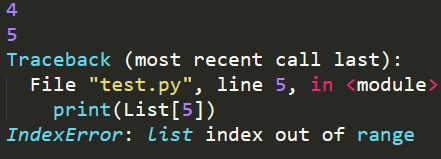 4
5
Traceback (most recent call last):
  File "test.py", line 5, in <module>
    print(List[5])
IndexError: list index out of range